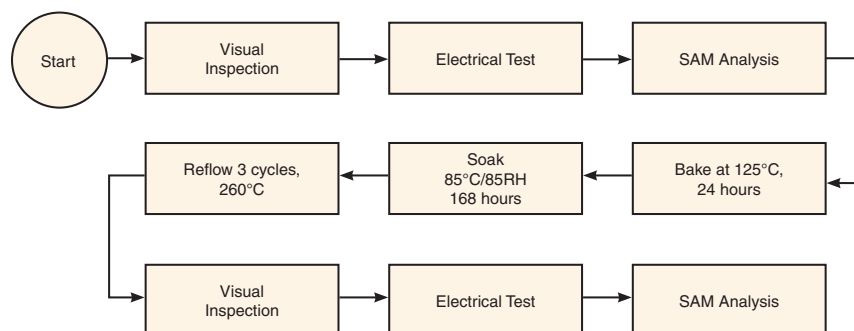 Start
Visual
Inspection
Electrical Test
SAM Analysis
Bake at 125°C,
24 hours
Soak
85°C/85RH
168 hours
Reflow 3 cycles,
260°C
Visual
Inspection
Electrical Test
SAM Analysis